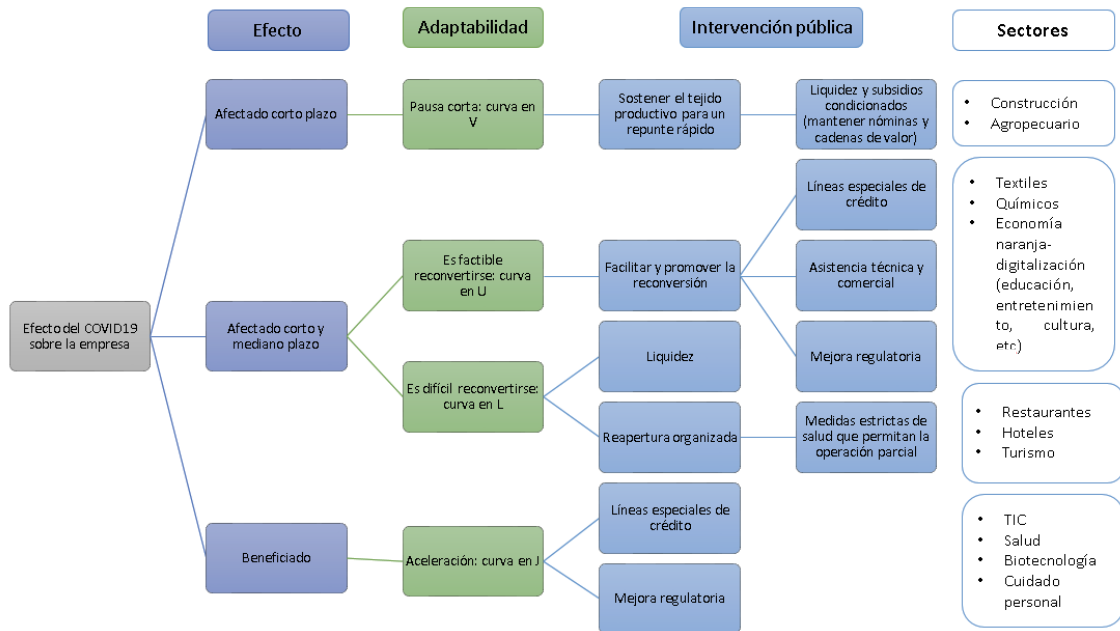 Efecto
Adaptabilidad
Intervención pública
Sectores
Efecto del COVID19
sobre la empresa
Afectado corto plazo
Pausa corta: curva en
V
Sostener el tejido
productivo para un
repunte rápido
Liquidez y subsidios
condicionados
(mantener nóminas y
cadenas de valor)
• Construcción
• Agropecuario
Afectado corto y
mediano plazo
Es factible
reconvertirse: curva
en U
Facilitar y promover la
reconversión
Líneas especiales de
crédito
Asistencia técnica y
comercial
Mejora regulatoria
• Textiles
• Químicos
• Economía
naranja-
digitalización
(educación,
entretenimien
to, cultura,
etc)
Es difícil reconvertirse:
curva en L
Liquidez
Reapertura organizada
Medidas estrictas de
salud que permitan la
operación parcial
• Restaurantes
• Hoteles
• Turismo
Beneficiado
Aceleración: curva en J
Líneas especiales de
crédito
Mejora regulatoria
• TIC
• Salud
• Biotecnología
• Cuidado
personal